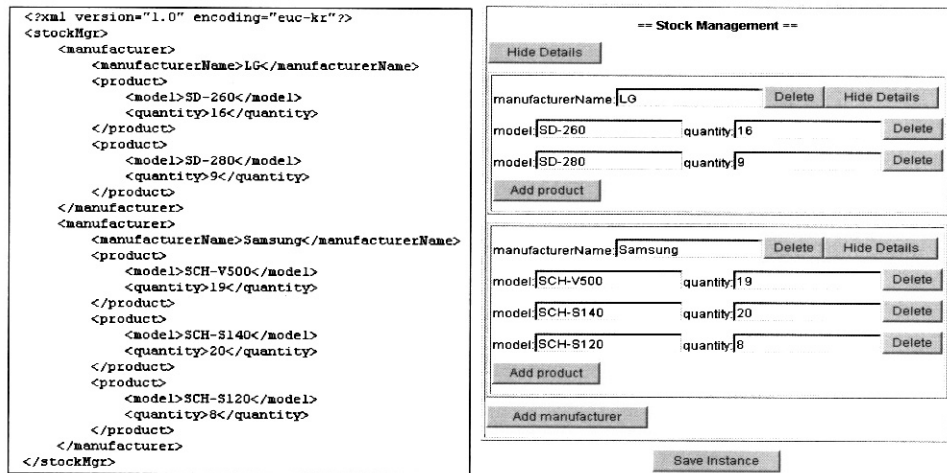 <?xml version="1.0" encoding="euc-kr"?>
<stockMgr>
<manufacturer>
<manufacturerName>LG</manufacturerName>
<product>
<model>SD-260</model>
<quantity>16</quantity>
</product>
<product>
<model>SD-280</model>
<quantity>9</quantity>
</product>
</manufacturer>
<manufacturer>
<manufacturerName>Samsung</manufacturerName>
<product>
<model>SCH-V500</model>
<quantity>19</quantity>
</product>
<product>
<model>SCH-S140</model>
<quantity>20</quantity>
</product>
<product>
<model>SCH-S120</model>
<quantity>8</quantity>
</product>
</manufacturer>
</stockMgr>
== Stock Management ==
Hide Details
manufacturerName: LG Delete Hide Details
model: SD-260 quantity: 16 Delete
model: SD-280 quantity: 9 Delete
Add product
manufacturerName: Samsung Delete Hide Details
model: SCH-V500 quantity: 19 Delete
model: SCH-S140 quantity: 20 Delete
model: SCH-S120 quantity: 8 Delete
Add product
Add manufacturer
Save Instance